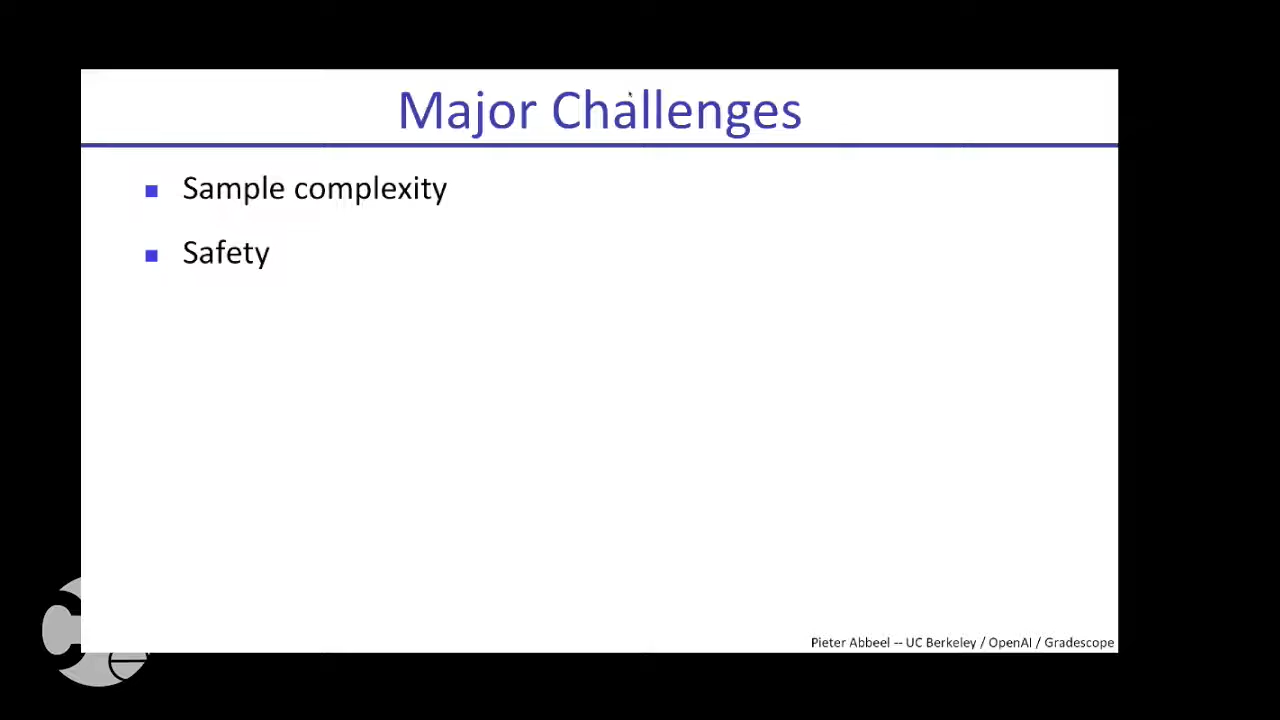 Major Challenges
Sample complexity
Safety
Pieter Abbeel -- UC Berkeley / OpenAI / Gradescope